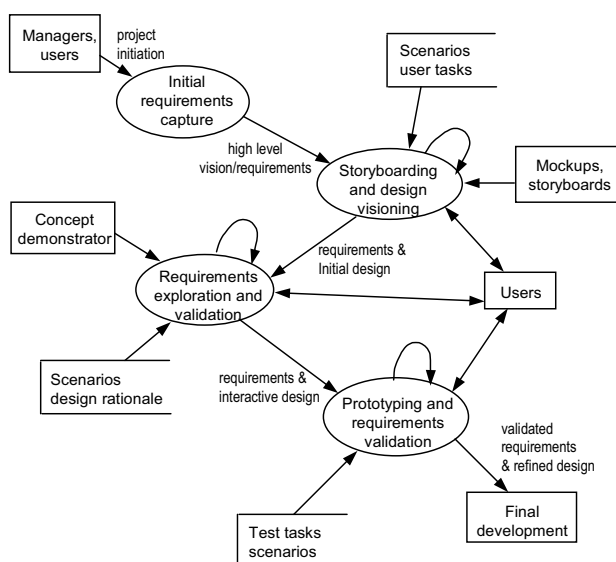 Managers,
users
project
initiation
Initial
requirements
capture
Scenarios
user tasks
high level
vision/requirements
Storyboarding
and design
visioning
Mockups,
storyboards
Concept
demonstrator
requirements &
Initial design
Requirements
exploration and
validation
Users
Scenarios
design rationale
requirements &
interactive design
Prototyping and
requirements
validation
validated
requirements
& refined design
Test tasks
scenarios
Final
development